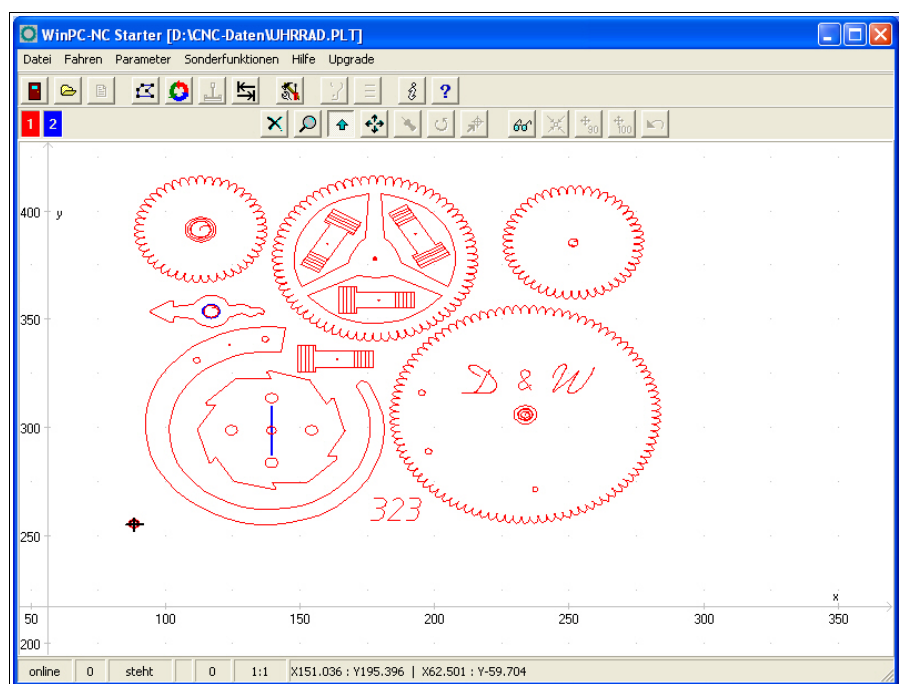 WinPC-NC Starter [D:\CNC-Daten\UHRRAD.PLT]
Datei Fahren Parameter Sonderfunktionen Hilfe Upgrade
1 2 90 100
400 y
350
D & W
300
323
250
x
50 100 150 200 250 300 350
200
online 0 steht 0 1:1 X151.036 : Y195.396 | X62.501 : Y-59.704